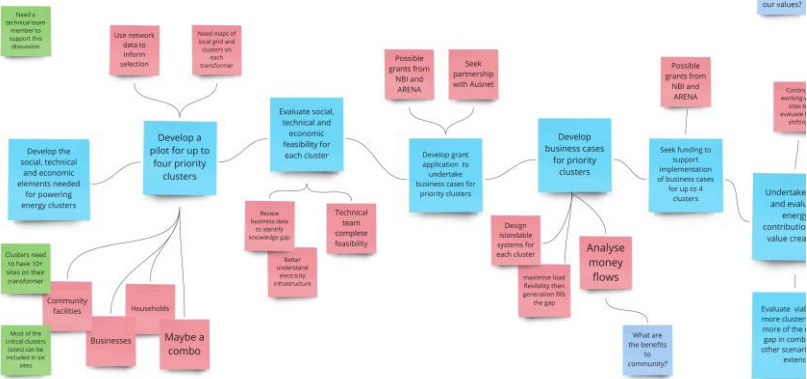 Need a
technical team
member to
support this
discussion
Use network
data to
inform
selection
Need maps of
local grid and
clusters on
each
transformer
Develop the
social, technical
and economic
elements needed
for powering
energy clusters
Develop a
pilot for up to
four priority
clusters
Clusters need
to have 10+
sites on their
transformer
Most of the
critical clusters
(sites) can be
included in six
sites
Community
facilities
Businesses
Households
Maybe a
combo
Evaluate social,
technical and
economic
feasibility for
each cluster
Review
business data
to identify
knowledge gap
Better
understand
electricity
infrastructure
Technical
team
complete
feasibility
Possible
grants from
NBI and
ARENA
Seek
partnership
with Ausnet
Develop grant
application to
undertake
business cases for
priority clusters
Develop
business cases
for priority
clusters
Design
islandable
systems for
each cluster
maximise load
flexibility then
generation fills
the gap
Analyse
money
flows
What are
the benefits
to
community?
Possible
grants from
NBI and
ARENA
Seek funding to
support
implementation
of business cases
for up to 4
clusters
our values?
Contin
working
sites t
evaluate
shifting
Undertake
and evalu
energy
contribution
value crea
Evaluate viab
more clusters
more of the
gap in comb
other scenari
extend